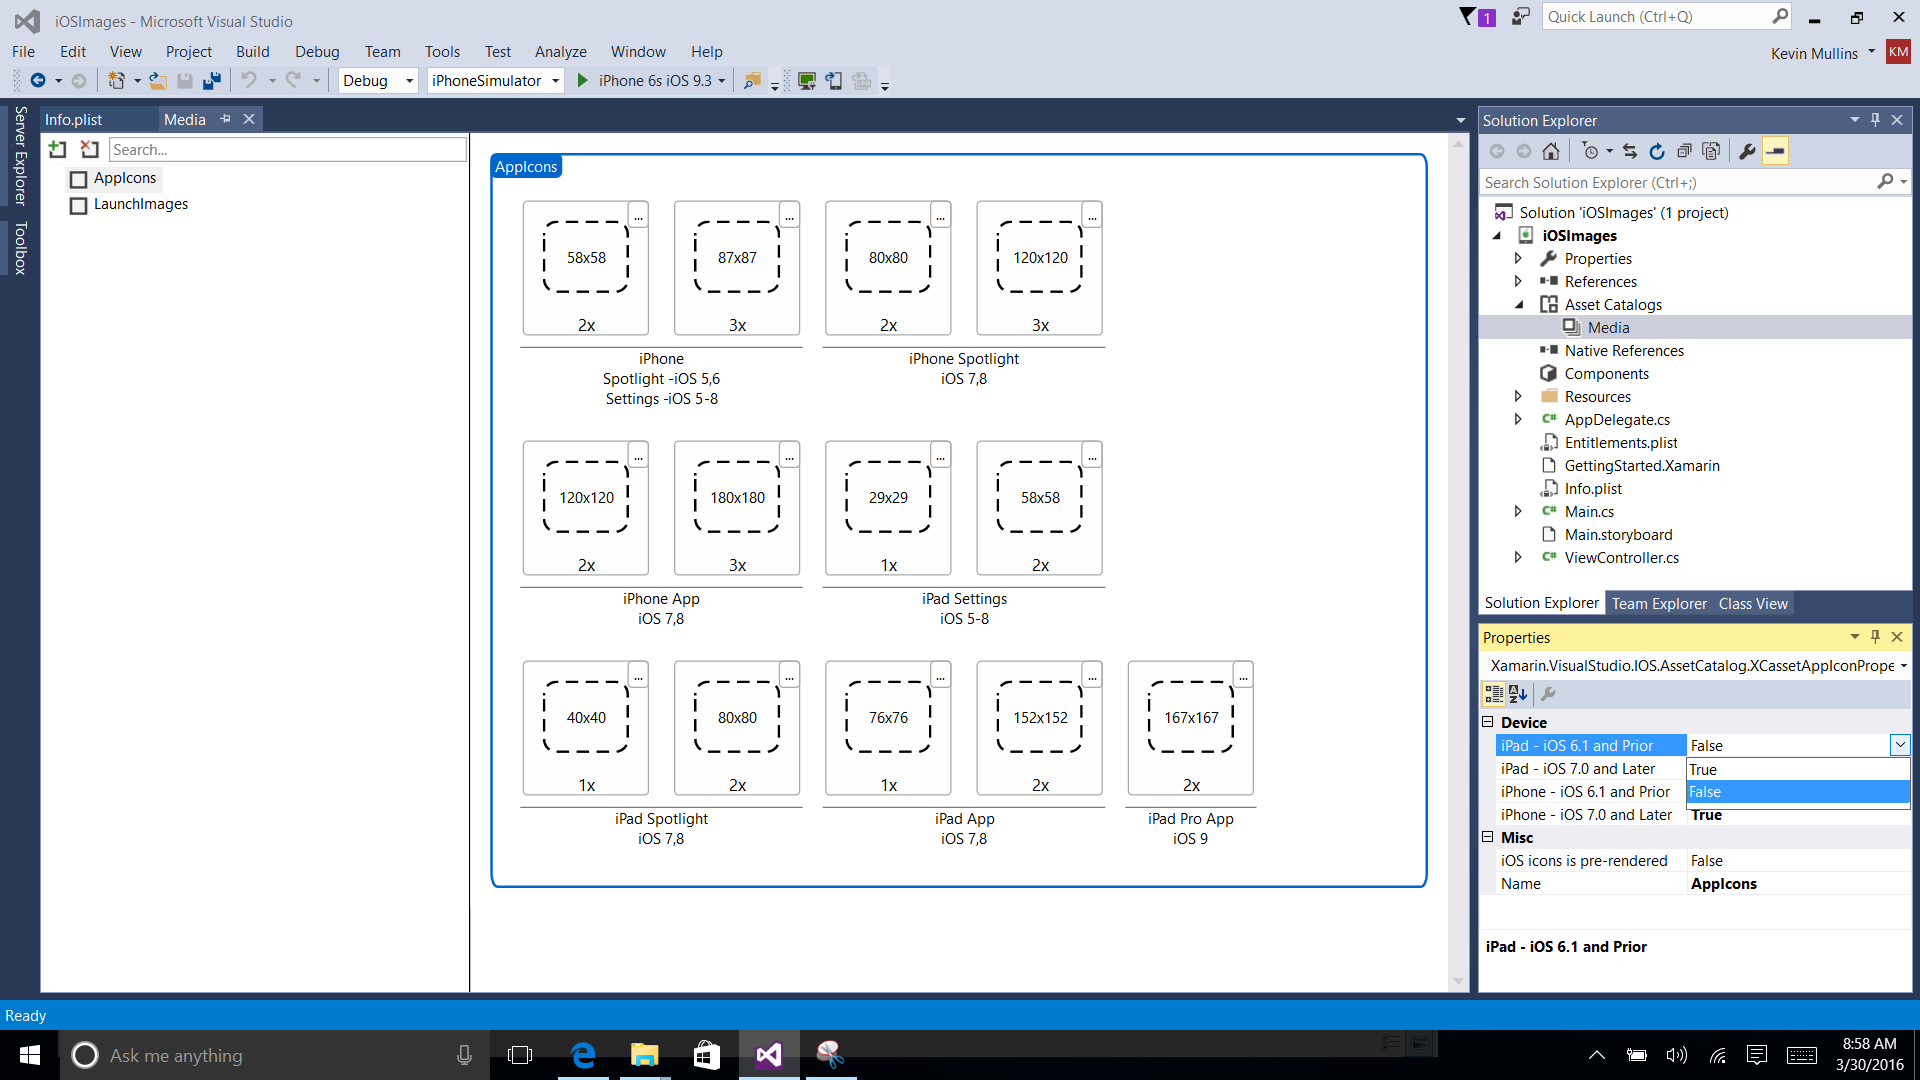 iOSImages - Microsoft Visual Studio
1
Quick Launch (Ctrl+Q)
File Edit View Project Build Debug Team Tools Test Analyze Window Help
Kevin Mullins KM
Debug iPhoneSimulator iPhone 6s iOS 9.3
Server Explorer
Toolbox
Info.plist Media
Search...
AppIcons
LaunchImages
AppIcons
... ... ... ...
58x58 87x87 80x80 120x120
2x 3x 2x 3x
iPhone iPhone Spotlight
Spotlight -iOS 5,6 iOS 7,8
Settings -iOS 5-8
... ... ... ...
120x120 180x180 29x29 58x58
2x 3x 1x 2x
iPhone App iPad Settings
iOS 7,8 iOS 5-8
... ... ... ... ...
40x40 80x80 76x76 152x152 167x167
1x 2x 1x 2x 2x
iPad Spotlight iPad App iPad Pro App
iOS 7,8 iOS 7,8 iOS 9
Solution Explorer
Search Solution Explorer (Ctrl+;)
Solution 'iOSImages' (1 project)
iOSImages
Properties
References
Asset Catalogs
Media
Native References
Components
Resources
C# AppDelegate.cs
Entitlements.plist
GettingStarted.Xamarin
Info.plist
C# Main.cs
Main.storyboard
C# ViewController.cs
Solution Explorer Team Explorer Class View
Properties
Xamarin.VisualStudio.IOS.AssetCatalog.XCassetAppIconPrope
Device
iPad - iOS 6.1 and Prior False
iPad - iOS 7.0 and Later True
iPhone - iOS 6.1 and Prior False
iPhone - iOS 7.0 and Later True
Misc
iOS icons is pre-rendered False
Name AppIcons
iPad - iOS 6.1 and Prior
Ready
Ask me anything
8:58 AM
3/30/2016